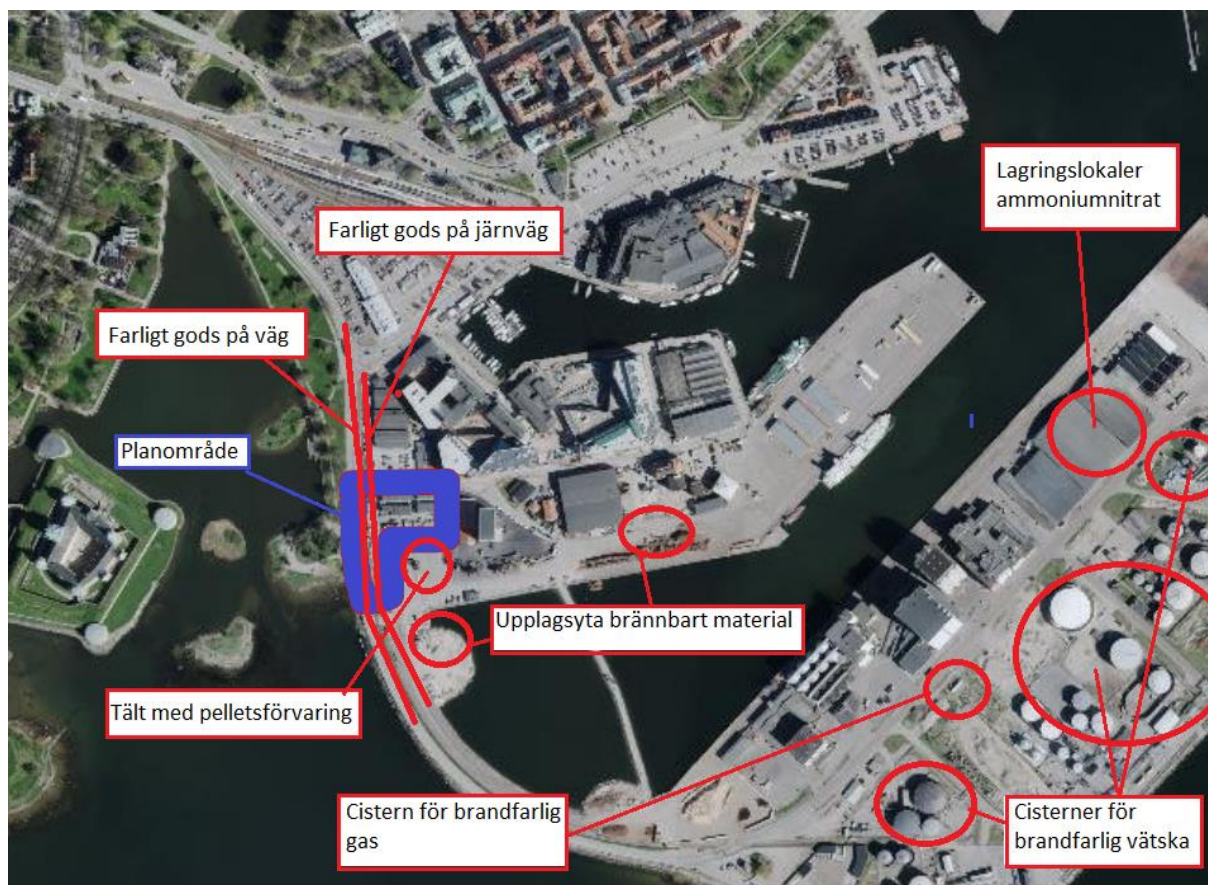 Lagringslokaler
ammoniumnitrat
Farligt gods på järnväg
Farligt gods på väg
Planområde
Upplagsyta brännbart material
Tält med pelletsförvaring
Cistern för brandfarlig
gas
Cisterner för
brandfarlig vätska